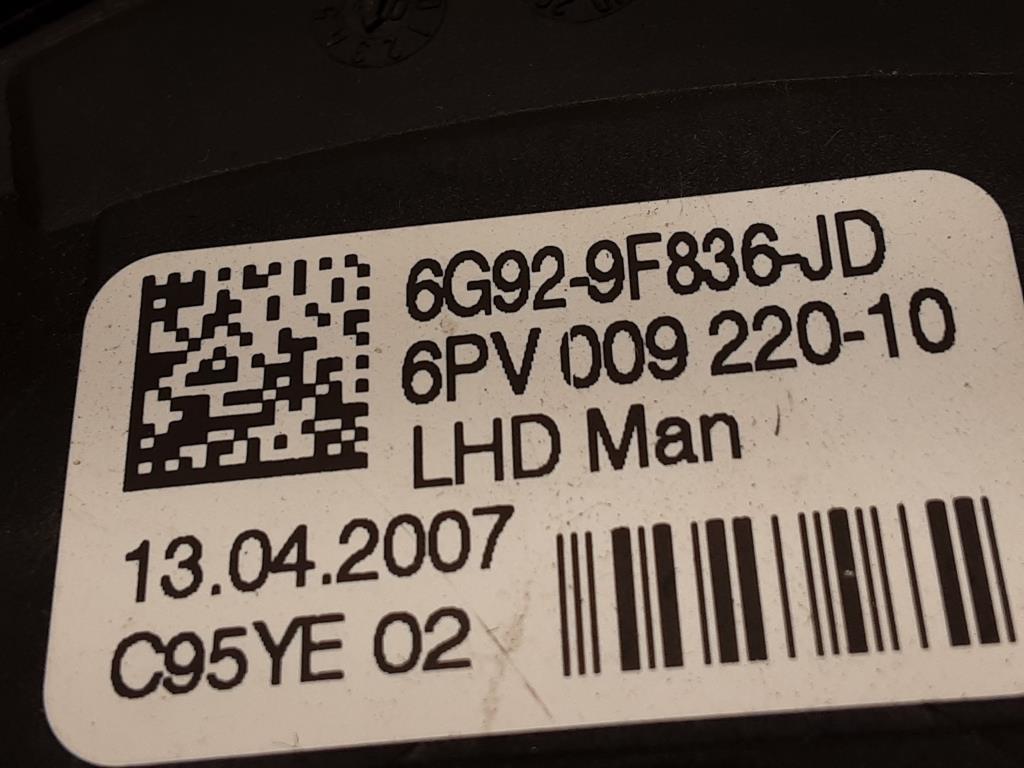 6G92-9F836-JD
6PV 009 220-10
LHD Man
13.04.2007
C95YE 02